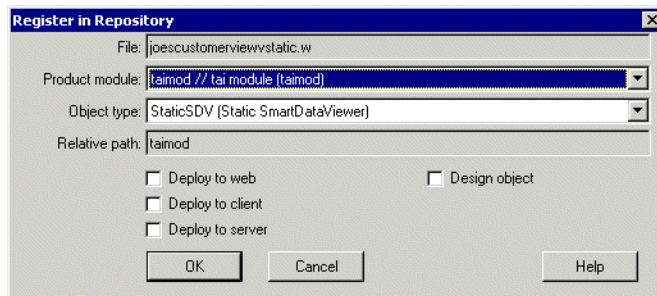 Register in Repository
File: joescustomerviewvstatic.w
Product module: taimod // tai module (taimod)
Object type: StaticSDV (Static SmartDataViewer)
Relative path: taimod
Deploy to web
Design object
Deploy to client
Deploy to server
OK
Cancel
Help